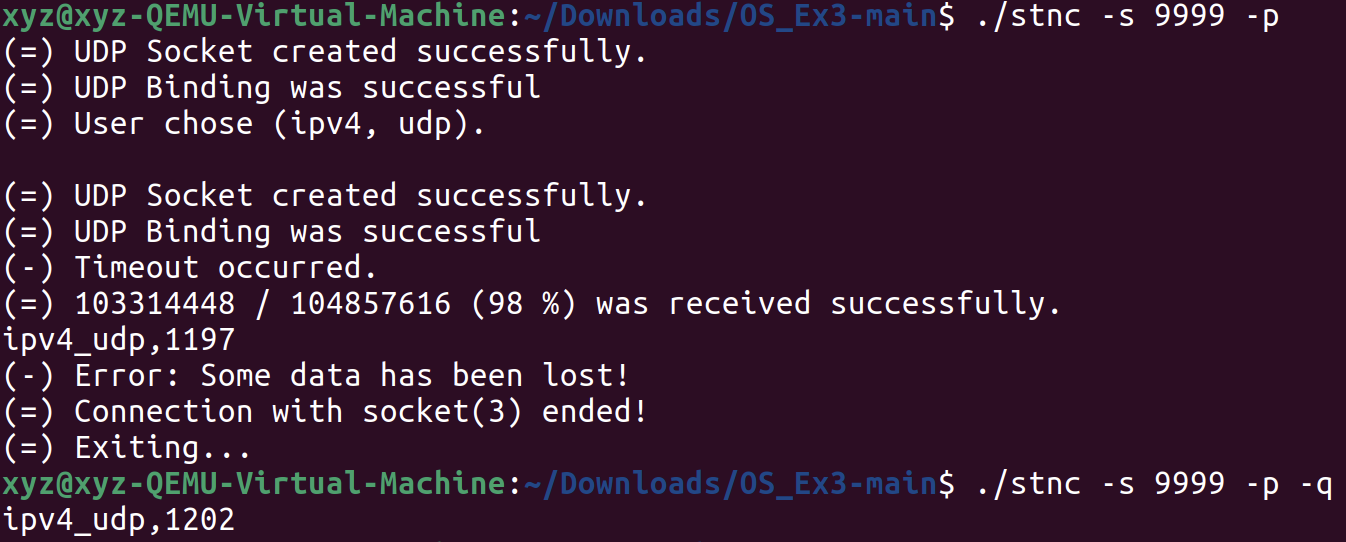 xyz@xyz-QEMU-Virtual-Machine:~/Downloads/OS_Ex3-main$ ./stnc -s 9999 -p
(=) UDP Socket created successfully.
(=) UDP Binding was successful
(=) User chose (ipv4, udp).
(=) UDP Socket created successfully.
(=) UDP Binding was successful
(-) Timeout occurred.
(=) 103314448 / 104857616 (98 %) was received successfully.
ipv4_udp,1197
(-) Error: Some data has been lost!
(=) Connection with socket(3) ended!
(=) Exiting...
xyz@xyz-QEMU-Virtual-Machine:~/Downloads/OS_Ex3-main$ ./stnc -s 9999 -p -q
ipv4_udp,1202